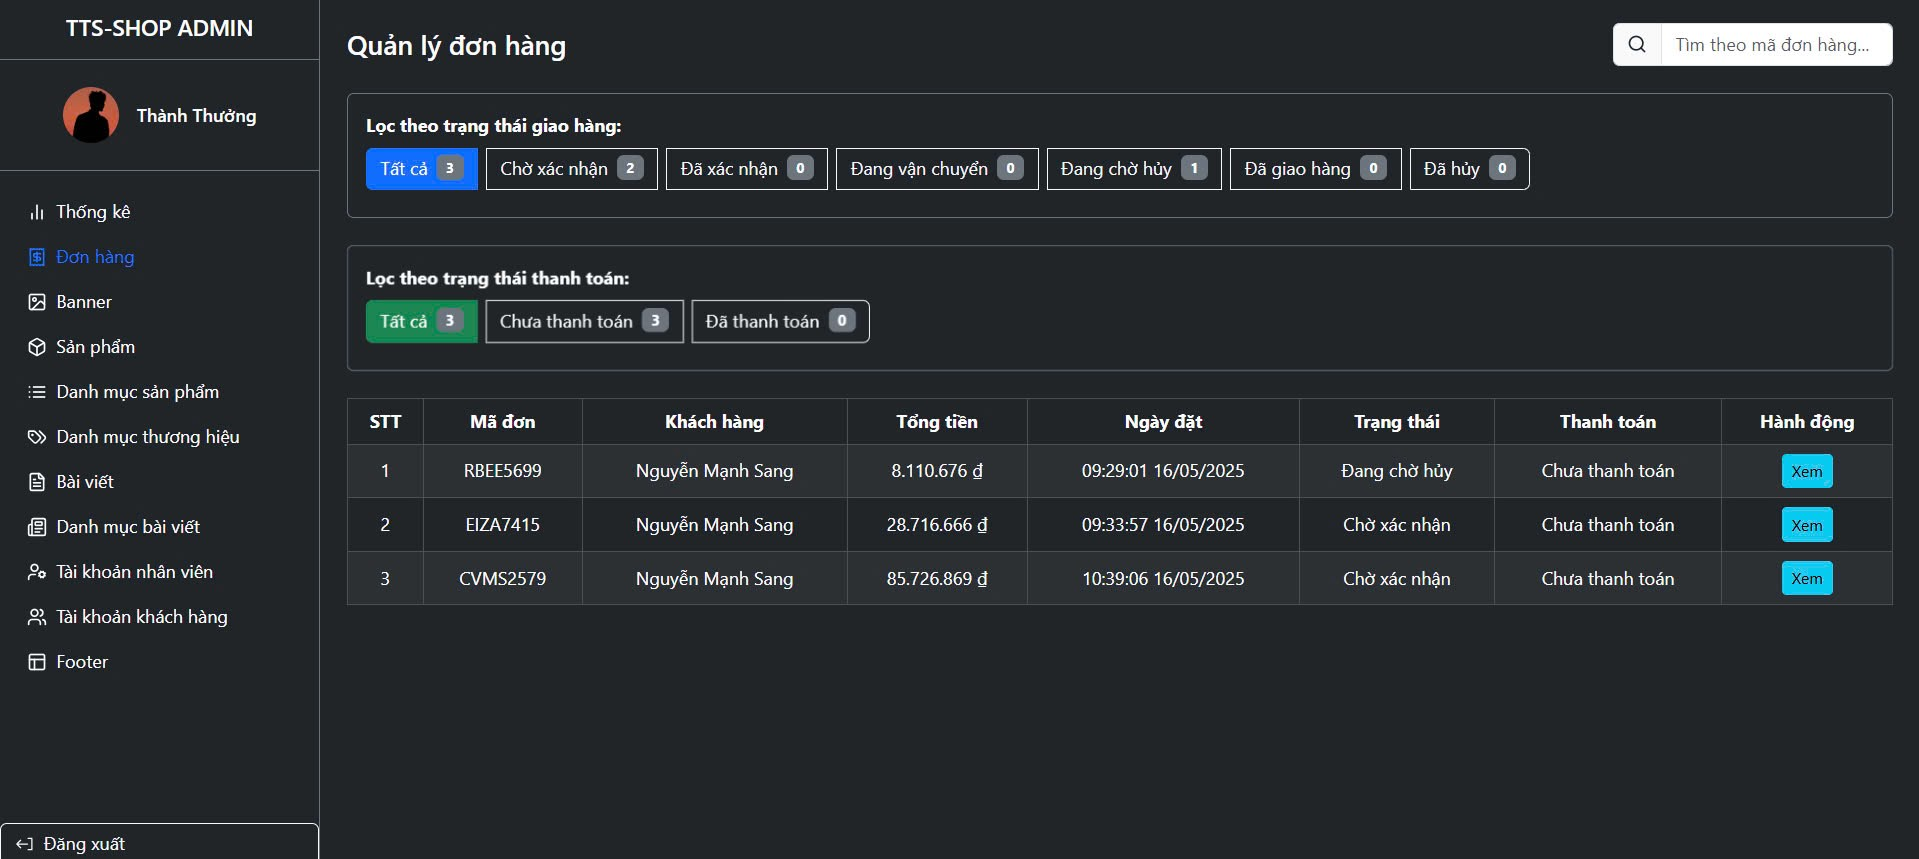 TTS-SHOP ADMIN
Thành Thưởng
Thống kê
Đơn hàng
Banner
Sản phẩm
Danh mục sản phẩm
Danh mục thương hiệu
Bài viết
Danh mục bài viết
Tài khoản nhân viên
Tài khoản khách hàng
Footer
Đăng xuất
Quản lý đơn hàng
Tìm theo mã đơn hàng...
Lọc theo trạng thái giao hàng:
Tất cả 3 Chờ xác nhận 2 Đã xác nhận 0 Đang vận chuyển 0 Đang chờ hủy 1 Đã giao hàng 0 Đã hủy 0
Lọc theo trạng thái thanh toán:
Tất cả 3 Chưa thanh toán 3 Đã thanh toán 0
STT Mã đơn Khách hàng Tổng tiền Ngày đặt Trạng thái Thanh toán Hành động
1 RBEE5699 Nguyễn Mạnh Sang 8.110.676 ₫ 09:29:01 16/05/2025 Đang chờ hủy Chưa thanh toán Xem
2 EIZA7415 Nguyễn Mạnh Sang 28.716.666 ₫ 09:33:57 16/05/2025 Chờ xác nhận Chưa thanh toán Xem
3 CVMS2579 Nguyễn Mạnh Sang 85.726.869 ₫ 10:39:06 16/05/2025 Chờ xác nhận Chưa thanh toán Xem